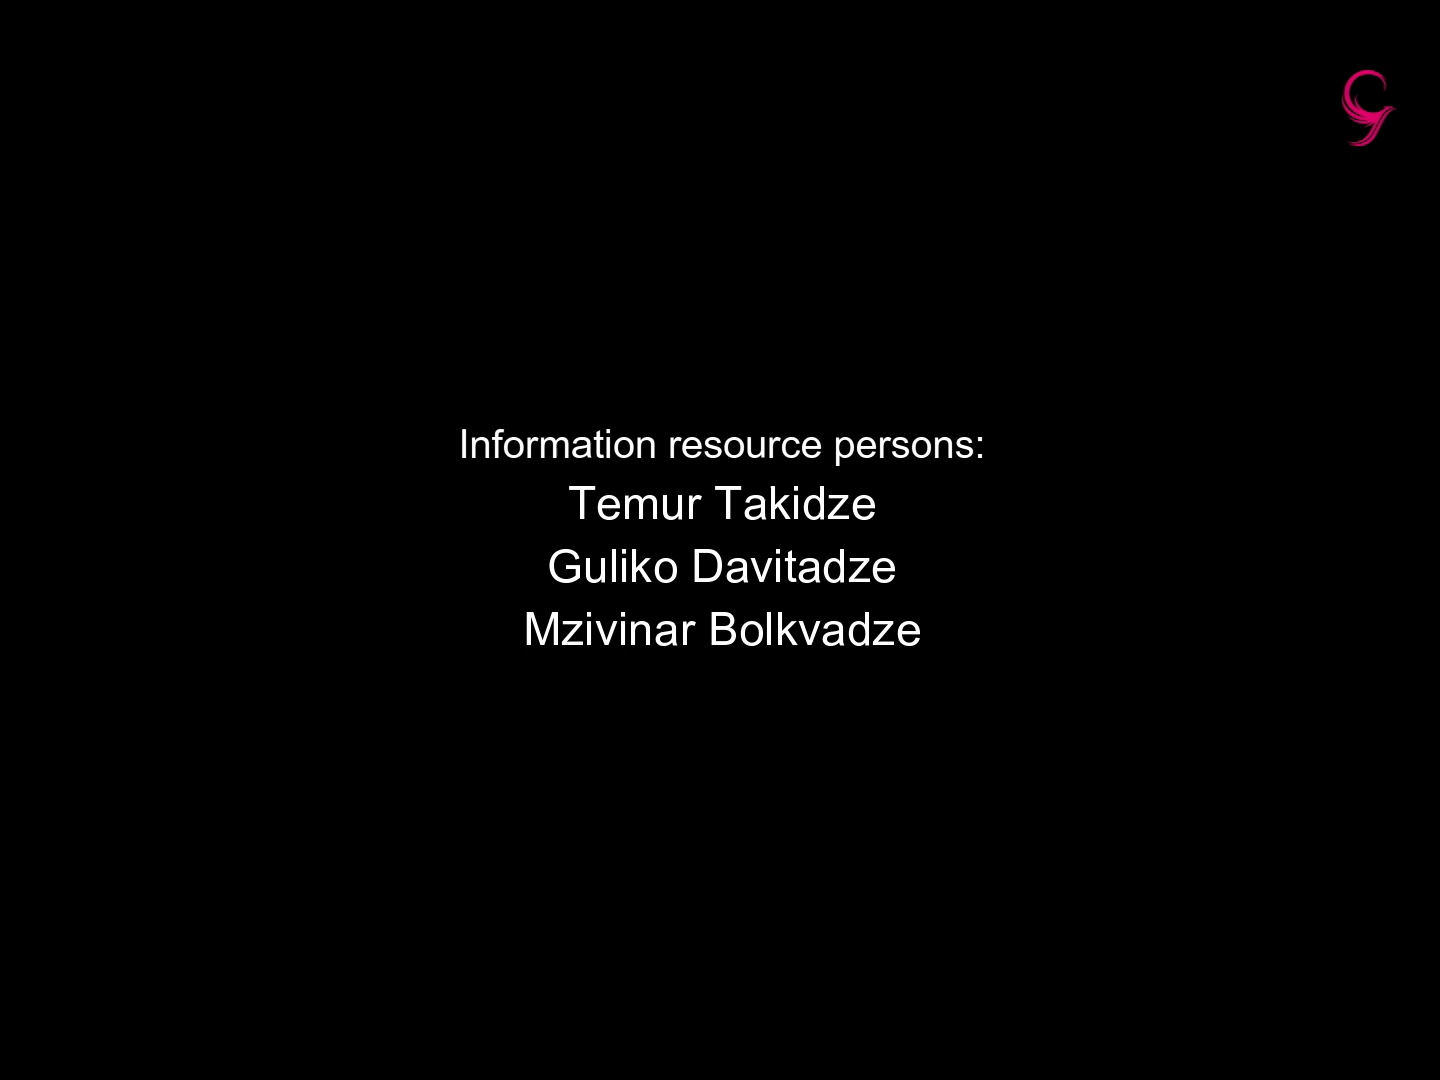 Information resource persons:
Temur Takidze
Guliko Davitadze
Mzivinar Bolkvadze